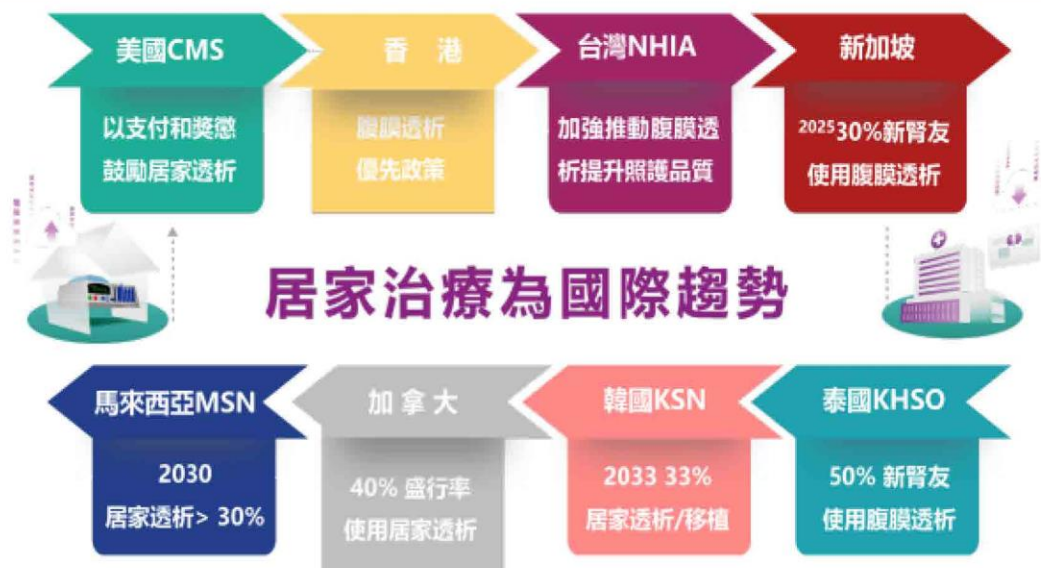 美國CMS
以支付和獎懲
鼓勵居家透析
香 港
腹膜透析
優先政策
台灣NHIA
加強推動腹膜透
析提升照護品質
新加坡
2025 30%新腎友
使用腹膜透析
居家治療為國際趨勢
馬來西亞MSN
2030
居家透析> 30%
加 拿 大
40% 盛行率
使用居家透析
韓國KSN
2033 33%
居家透析/移植
泰國KHSO
50% 新腎友
使用腹膜透析